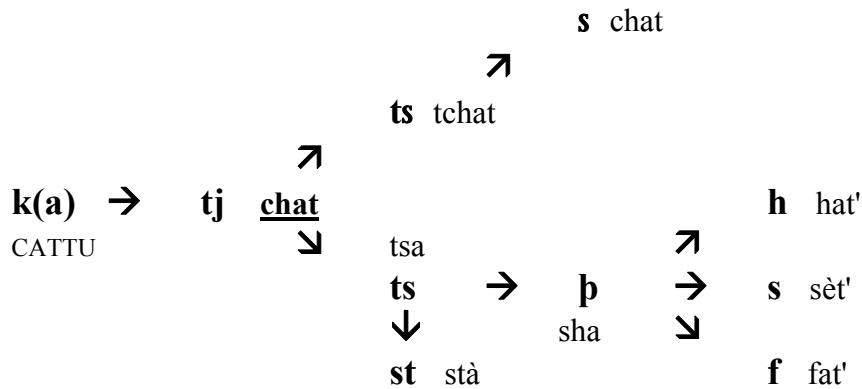 s chat
↗
ts tchat
↗
k(a) → tj chat h hat'
CATTU ↘ tsa ↗
ts → þ → s sèt'
↓ sha ↘
st stà f fat'